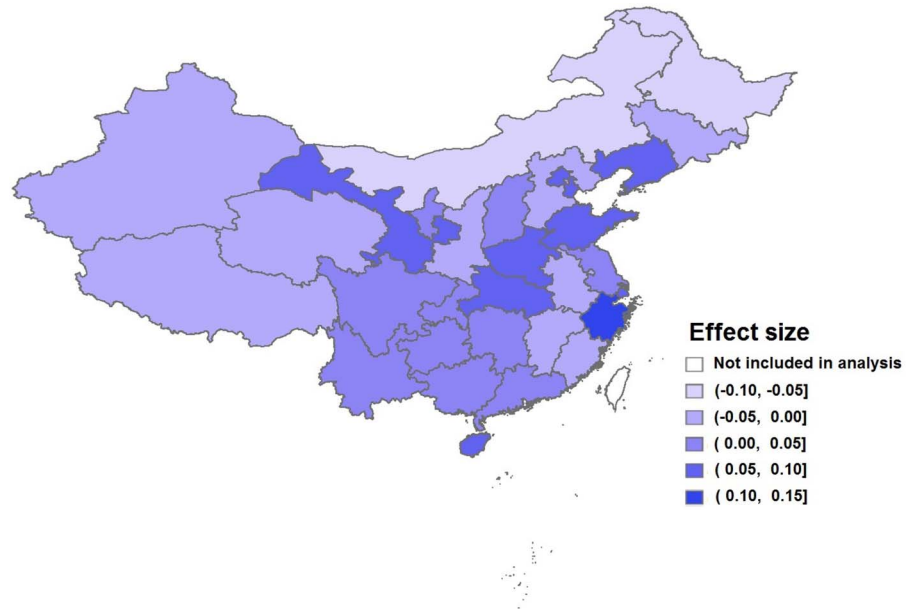 Effect size
Not included in analysis
(-0.10, -0.05]
(-0.05, 0.00]
( 0.00, 0.05]
( 0.05, 0.10]
( 0.10, 0.15]